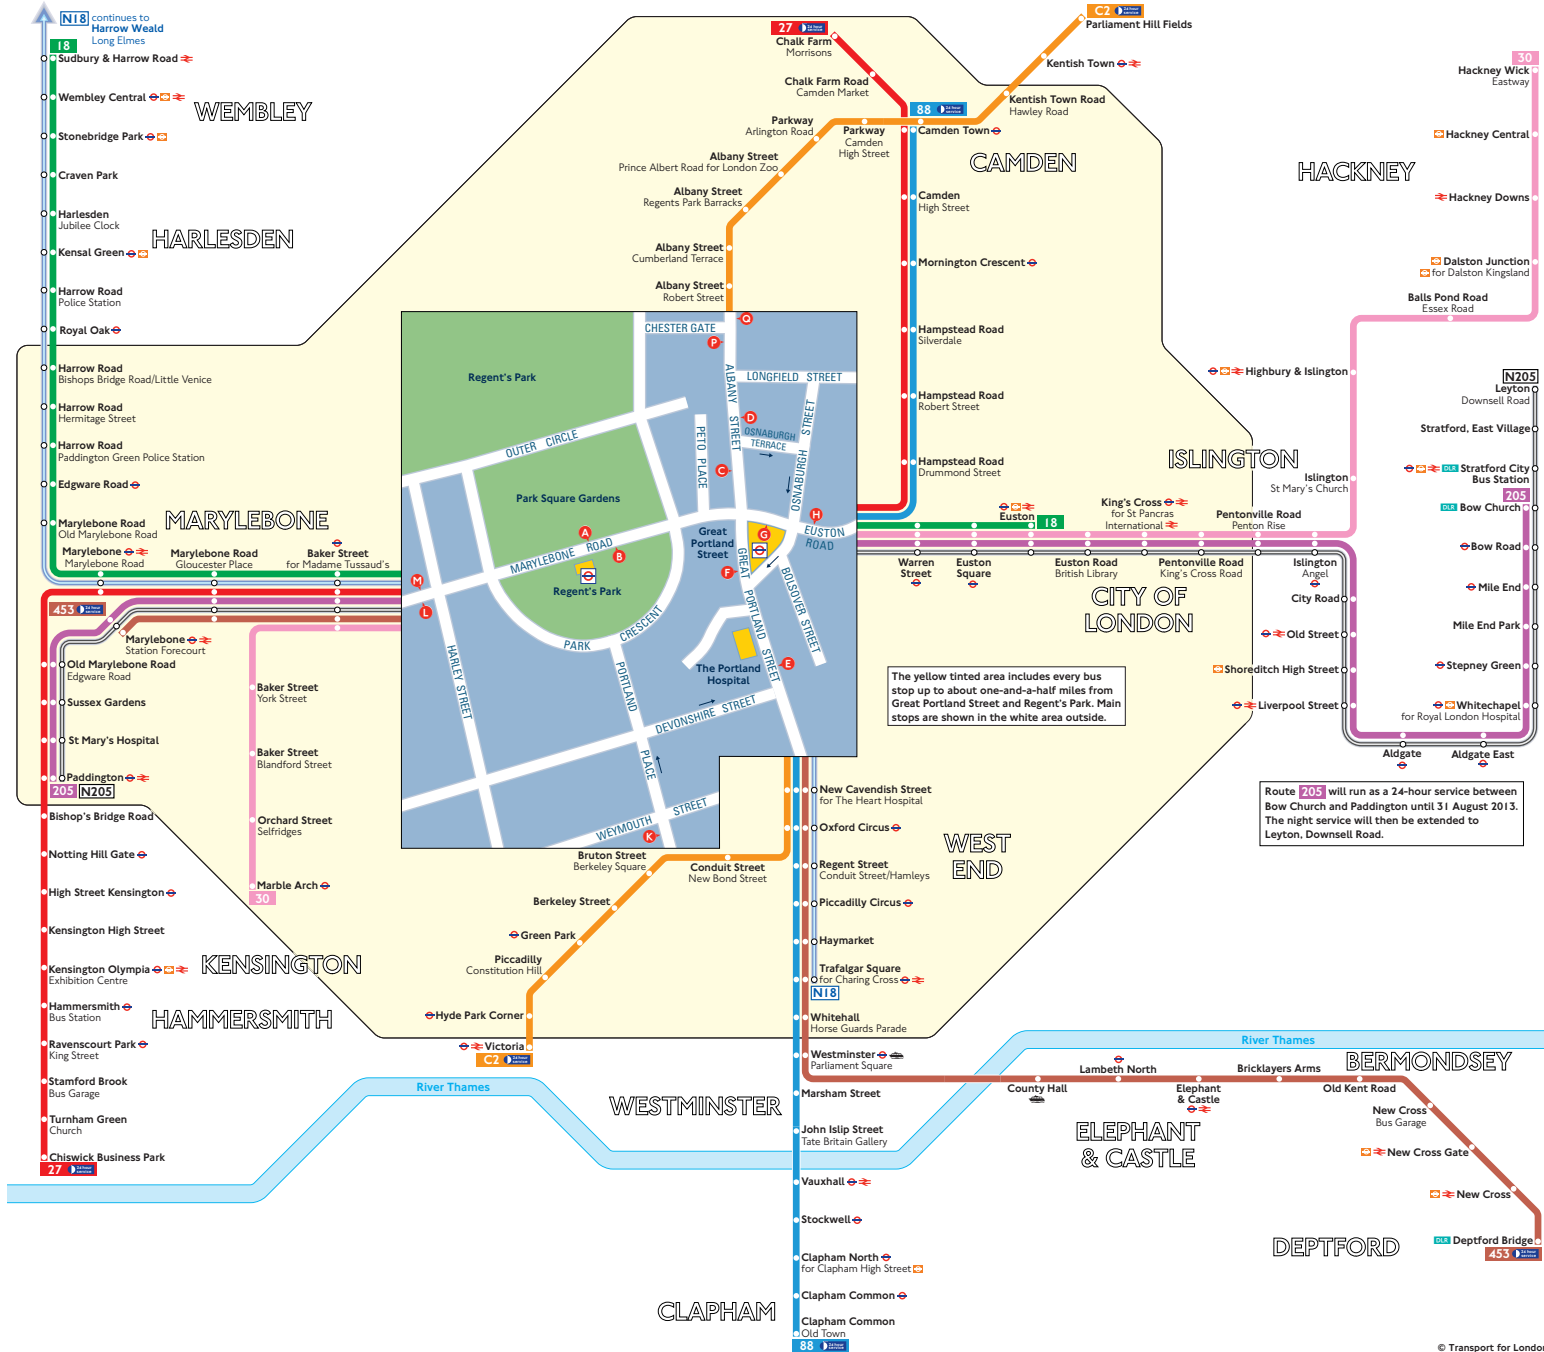 N18 continues to
Harrow Weald
Long Elmes
18
Sudbury & Harrow Road
Wembley Central
WEMBLEY
Stonebridge Park
Craven Park
Harlesden
Jubilee Clock
HARLESDEN
Kensal Green
Harrow Road
Police Station
Royal Oak
Harrow Road
Bishops Bridge Road/Little Venice
Harrow Road
Hermitage Street
Harrow Road
Paddington Green Police Station
Edgware Road
Marylebone Road
Old Marylebone Road
MARYLEBONE
Marylebone
Marylebone Road
Marylebone Road
Gloucester Place
Baker Street
for Madame Tussaud's
453 24 hour service
Marylebone
Station Forecourt
Old Marylebone Road
Edgware Road
Sussex Gardens
St Mary's Hospital
Paddington
205 N205
Bishop's Bridge Road
Notting Hill Gate
High Street Kensington
Kensington High Street
Kensington Olympia
Exhibition Centre
KENSINGTON
Hammersmith
Bus Station
HAMMERSMITH
Ravenscourt Park
King Street
Stamford Brook
Bus Garage
Turnham Green
Church
Chiswick Business Park
27 24 hour service
Baker Street
York Street
Baker Street
Blandford Street
Orchard Street
Selfridges
Marble Arch
30
27 24 hour service
Chalk Farm
Morrisons
Chalk Farm Road
Camden Market
C2 24 hour service
Parliament Hill Fields
Kentish Town
Kentish Town Road
Hawley Road
88 24 hour service
Camden Town
Parkway
Arlington Road
Parkway
Camden
High Street
Albany Street
Prince Albert Road for London Zoo
Albany Street
Regents Park Barracks
Albany Street
Cumberland Terrace
Albany Street
Robert Street
CAMDEN
Camden
High Street
Mornington Crescent
Hampstead Road
Silverdale
Hampstead Road
Robert Street
Hampstead Road
Drummond Street
30
Hackney Wick
Eastway
Hackney Central
HACKNEY
Hackney Downs
Dalston Junction
for Dalston Kingsland
Balls Pond Road
Essex Road
Highbury & Islington
ISLINGTON
Islington
St Mary's Church
N205
Leyton
Downsell Road
Stratford, East Village
DLR Stratford City
Bus Station
205
DLR Bow Church
Bow Road
Mile End
Mile End Park
Stepney Green
Whitechapel
for Royal London Hospital
Aldgate
Aldgate East
Euston
18
King's Cross
for St Pancras
International
Pentonville Road
Penton Rise
Warren
Street
Euston
Square
Euston Road
British Library
Pentonville Road
King's Cross Road
Islington
Angel
CITY OF
LONDON
City Road
Old Street
Shoreditch High Street
Liverpool Street
The yellow tinted area includes every bus
stop up to about one-and-a-half miles from
Great Portland Street and Regent's Park. Main
stops are shown in the white area outside.
Route 205 will run as a 24-hour service between
Bow Church and Paddington until 31 August 2013.
The night service will then be extended to
Leyton, Downsell Road.
CHESTER GATE
Q
P
Regent's Park
ALBANY STREET
LONGFIELD STREET
D
OSNABURGH
TERRACE
OSNABURGH STREET
OUTER CIRCLE
PETO PLACE
C
Park Square Gardens
A
B
MARYLEBONE ROAD
Great
Portland
Street
G
H
EUSTON
ROAD
F
GREAT PORTLAND STREET
BOLSOVER STREET
M
L
Regent's Park
PARK CRESCENT
HARLEY STREET
PORTLAND PLACE
The Portland
Hospital
E
DEVONSHIRE STREET
WEYMOUTH STREET
K
Bruton Street
Berkeley Square
Conduit Street
New Bond Street
Berkeley Street
Green Park
Piccadilly
Constitution Hill
Hyde Park Corner
Victoria
C2 24 hour service
New Cavendish Street
for The Heart Hospital
Oxford Circus
Regent Street
Conduit Street/Hamleys
WEST
END
Piccadilly Circus
Haymarket
Trafalgar Square
for Charing Cross
N18
Whitehall
Horse Guards Parade
Westminster
Parliament Square
Marsham Street
WESTMINSTER
John Islip Street
Tate Britain Gallery
Vauxhall
Stockwell
Clapham North
for Clapham High Street
Clapham Common
CLAPHAM
Clapham Common
Old Town
88 24 hour service
River Thames
River Thames
County Hall
Lambeth North
Elephant
& Castle
Bricklayers Arms
Old Kent Road
BERMONDSEY
ELEPHANT
& CASTLE
New Cross
Bus Garage
New Cross Gate
New Cross
DEPTFORD
DLR Deptford Bridge
453 24 hour service
© Transport for London